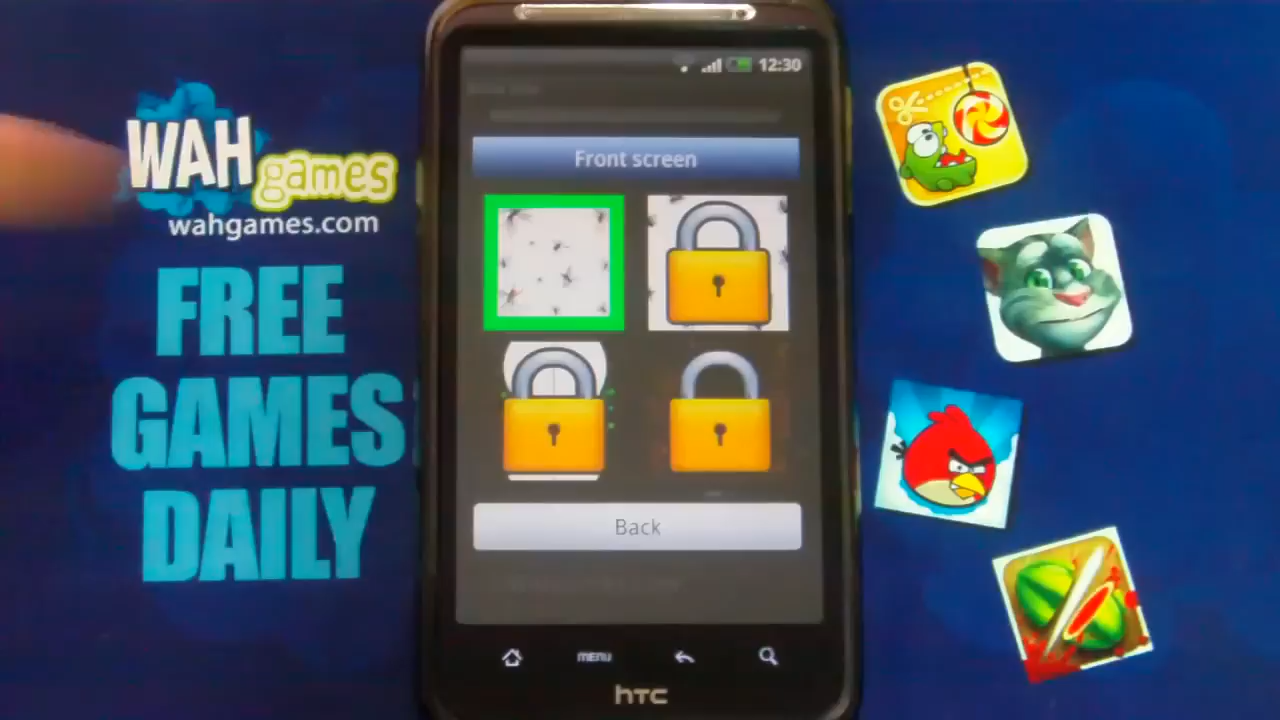 WAH
games
wahgames.com
FREE
GAMES
DAILY
12:30
Front screen
Back
MENU
hTC